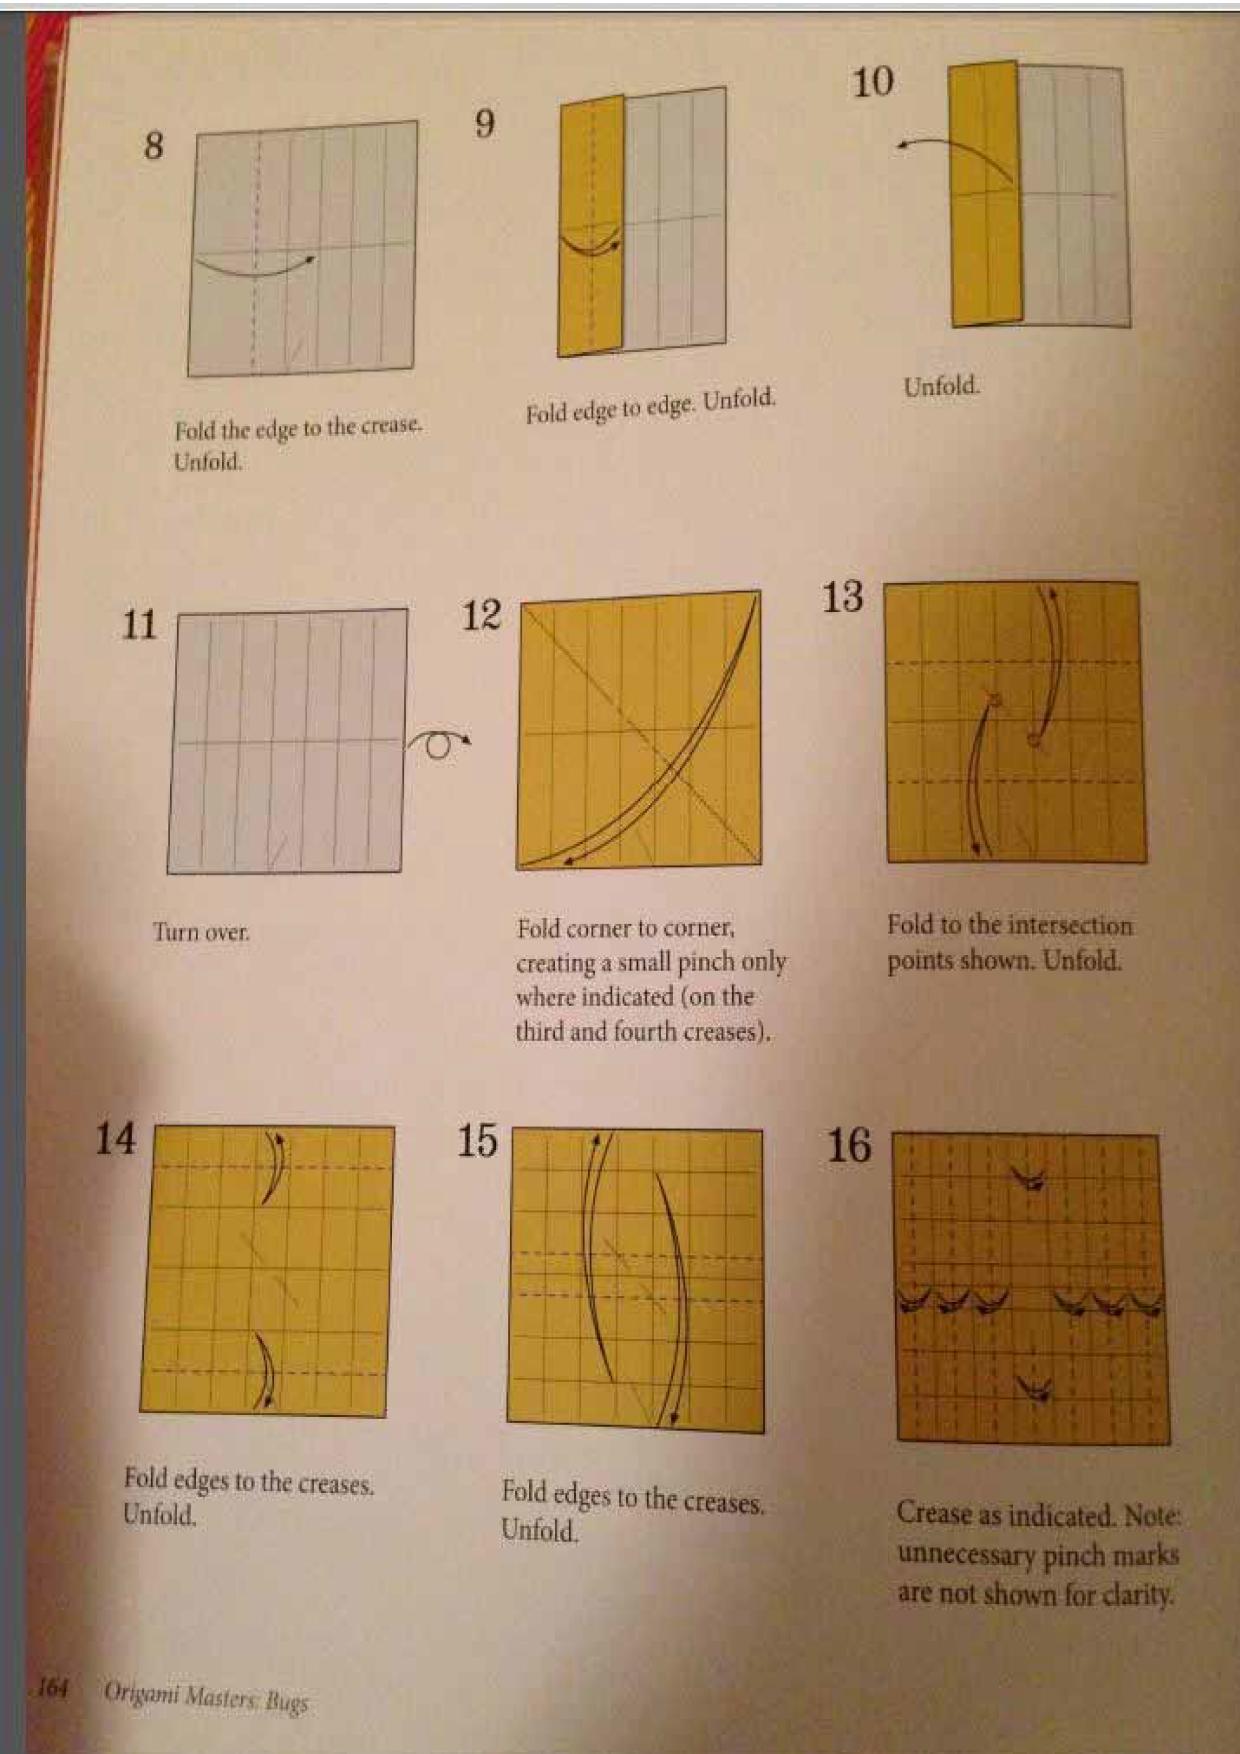 8
9
10
Fold the edge to the crease.
Unfold.
Fold edge to edge. Unfold.
Unfold.
11
12
13
Turn over.
Fold corner to corner,
creating a small pinch only
where indicated (on the
third and fourth creases).
Fold to the intersection
points shown. Unfold.
14
15
16
Fold edges to the creases.
Unfold.
Fold edges to the creases.
Unfold.
Crease as indicated. Note:
unnecessary pinch marks
are not shown for clarity.
164 Origami Masters: Bugs